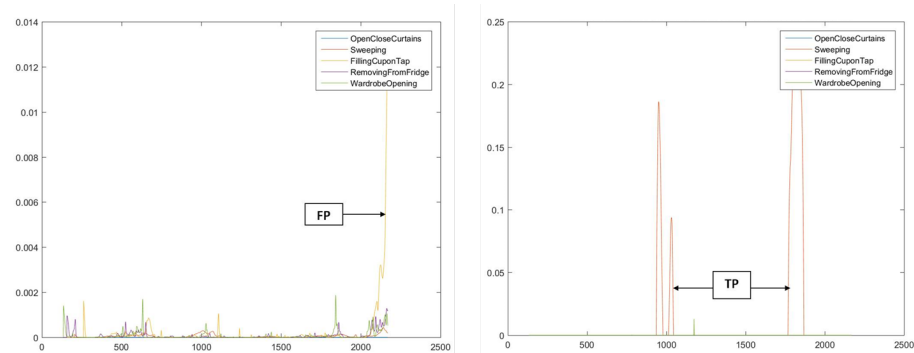 0.014
0.012
0.01
0.008
0.006
0.004
0.002
0
0
500
1000
1500
2000
2500
OpenCloseCurtains
Sweeping
FillingCuponTap
RemovingFromFridge
WardrobeOpening
FP
0.25
0.2
0.15
0.1
0.05
0
0
500
1000
1500
2000
2500
OpenCloseCurtains
Sweeping
FillingCuponTap
RemovingFromFridge
WardrobeOpening
TP